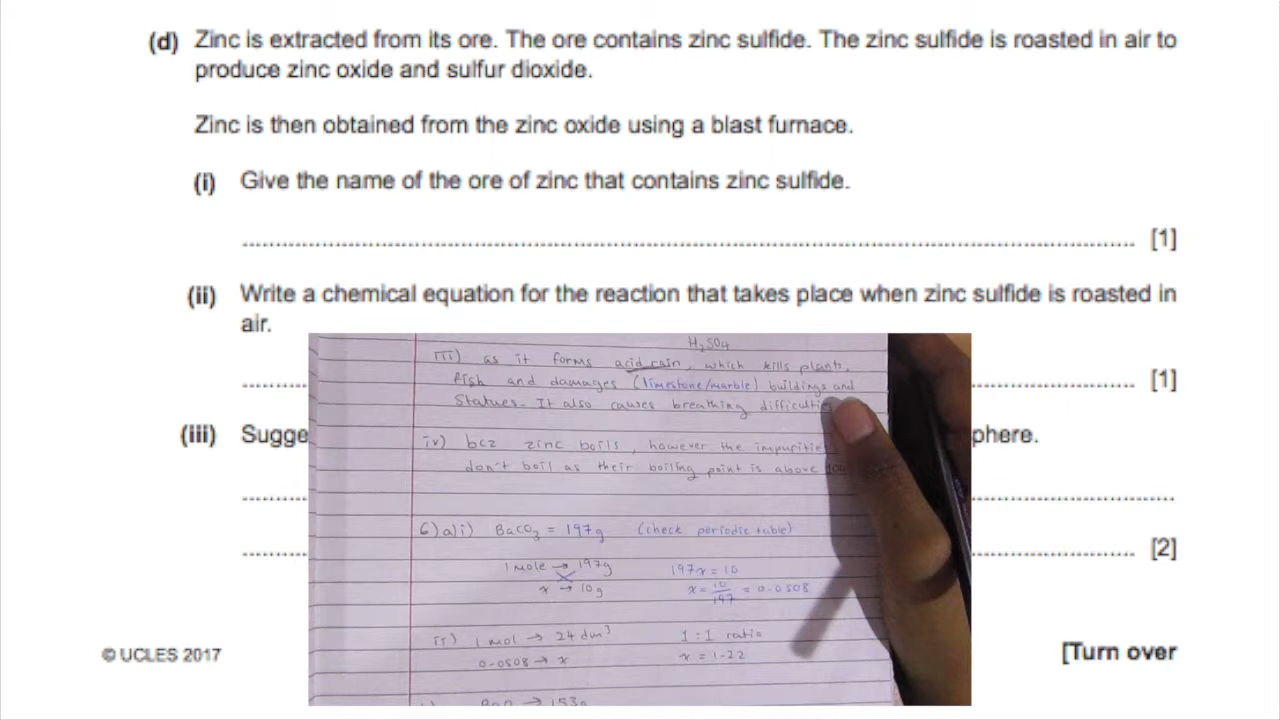 (d) Zinc is extracted from its ore. The ore contains zinc sulfide. The zinc sulfide is roasted in air to
produce zinc oxide and sulfur dioxide.
Zinc is then obtained from the zinc oxide using a blast furnace.
(i) Give the name of the ore of zinc that contains zinc sulfide.
[1]
(ii) Write a chemical equation for the reaction that takes place when zinc sulfide is roasted in
air.
[1]
(iii) Sugge
phere.
[2]
© UCLES 2017
[Turn over
H₂SO₄
iii) as it forms acid rain, which kills plants,
fish and damages (limestone/marble) buildings and
statues. It also causes breathing difficultie
iv) bcz zinc boils, however the impuritie
don't boil as their boiling point is above
6)a)i) BaCO₃ = 197g (check periodic table)
1 mole → 197g 197x = 10
x → 10g x = 10/197 = 0.0508
ii) 1 mol → 24 dm³ 1:1 ratio
0.0508 → x x = 1.22
→ 153g